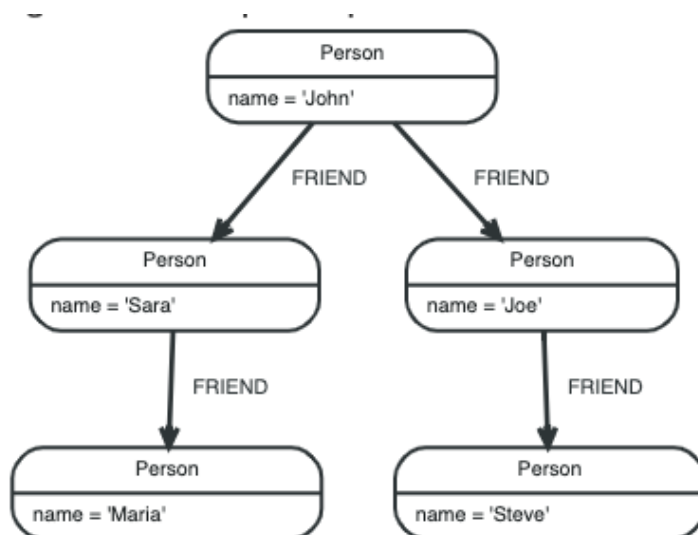 Person
name = 'John'
FRIEND
FRIEND
Person
name = 'Sara'
Person
name = 'Joe'
FRIEND
FRIEND
Person
name = 'Maria'
Person
name = 'Steve'